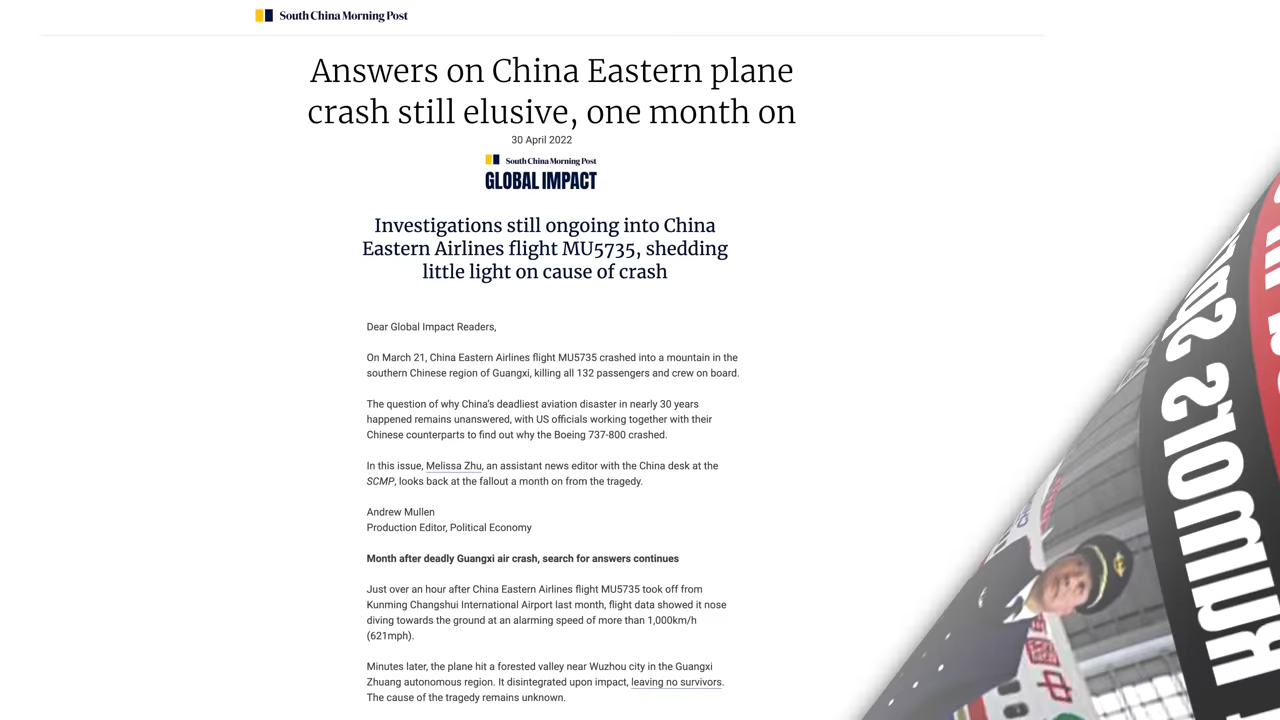 South China Morning Post
Answers on China Eastern plane
crash still elusive, one month on
30 April 2022
South China Morning Post
GLOBAL IMPACT
Investigations still ongoing into China
Eastern Airlines flight MU5735, shedding
little light on cause of crash
Dear Global Impact Readers,
On March 21, China Eastern Airlines flight MU5735 crashed into a mountain in the
southern Chinese region of Guangxi, killing all 132 passengers and crew on board.
The question of why China's deadliest aviation disaster in nearly 30 years
happened remains unanswered, with US officials working together with their
Chinese counterparts to find out why the Boeing 737-800 crashed.
In this issue, Melissa Zhu, an assistant news editor with the China desk at the
SCMP, looks back at the fallout a month on from the tragedy.
Andrew Mullen
Production Editor, Political Economy
Month after deadly Guangxi air crash, search for answers continues
Just over an hour after China Eastern Airlines flight MU5735 took off from
Kunming Changshui International Airport last month, flight data showed it nose
diving towards the ground at an alarming speed of more than 1,000km/h
(621mph).
Minutes later, the plane hit a forested valley near Wuzhou city in the Guangxi
Zhuang autonomous region. It disintegrated upon impact, leaving no survivors.
The cause of the tragedy remains unknown.
中